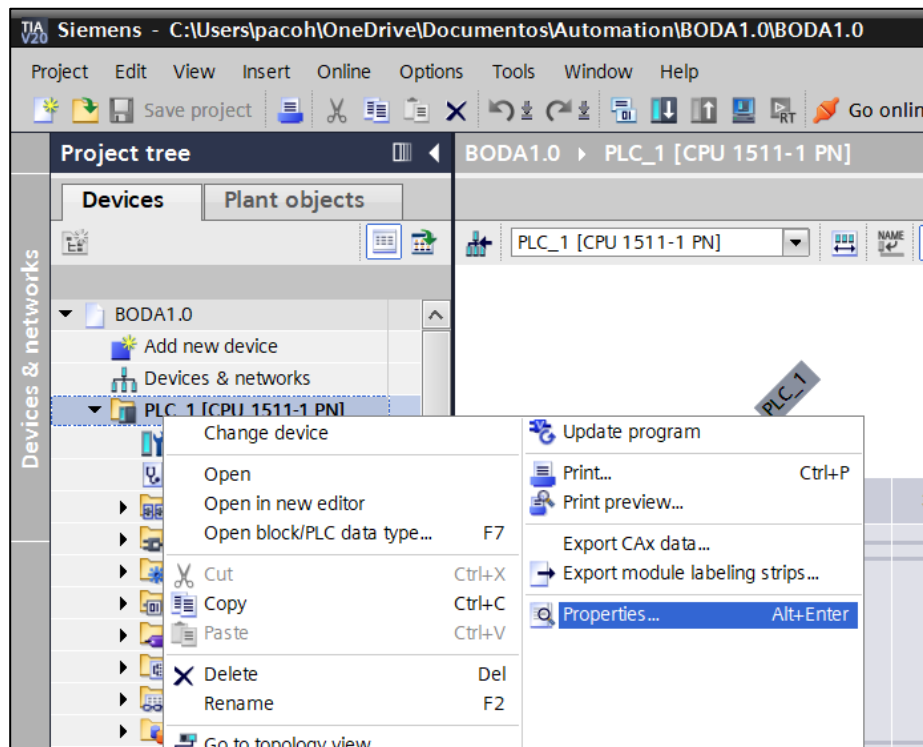 TIA V20 Siemens - C:\Users\pacoh\OneDrive\Documentos\Automation\BODA1.0\BODA1.0
Project Edit View Insert Online Options Tools Window Help
Save project RT Go onlin
Project tree
BODA1.0 PLC_1 [CPU 1511-1 PN]
Devices Plant objects
PLC_1 [CPU 1511-1 PN] NAME
Devices & networks
BODA1.0
Add new device
Devices & networks
PLC_1 [CPU 1511-1 PN]
PLC_1
Change device
Open
Open in new editor
Open block/PLC data type... F7
Cut Ctrl+X
Copy Ctrl+C
Paste Ctrl+V
Delete Del
Rename F2
Go to topology view
Update program
Print... Ctrl+P
Print preview...
Export CAx data...
Export module labeling strips...
Properties... Alt+Enter